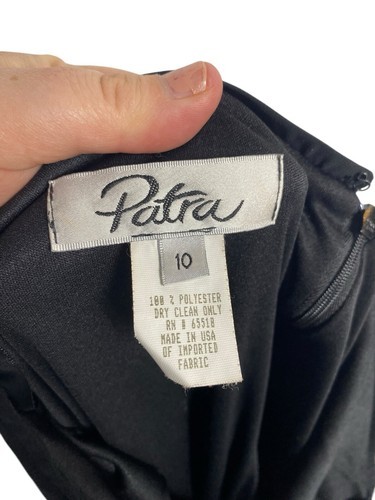 Patra
10
100 % POLYESTER
DRY CLEAN ONLY
RN # 65518
MADE IN USA
OF IMPORTED
FABRIC